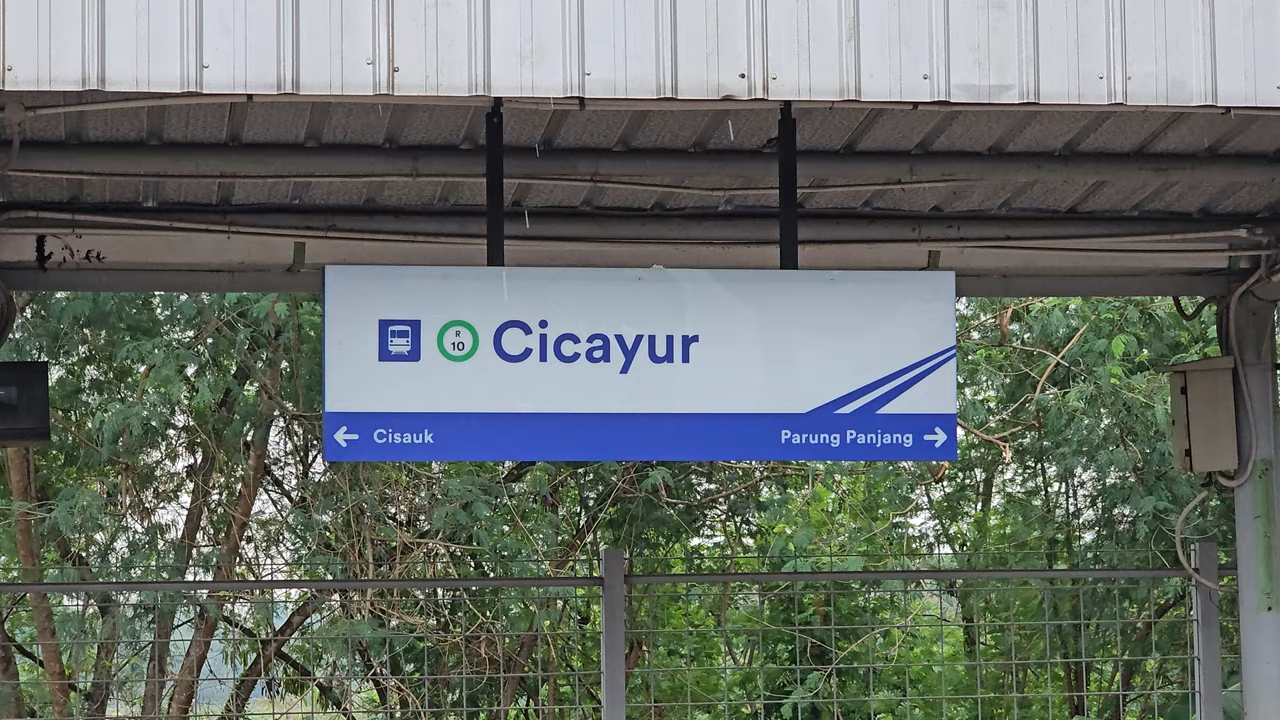 R
10
Cicayur
← Cisauk
Parung Panjang →